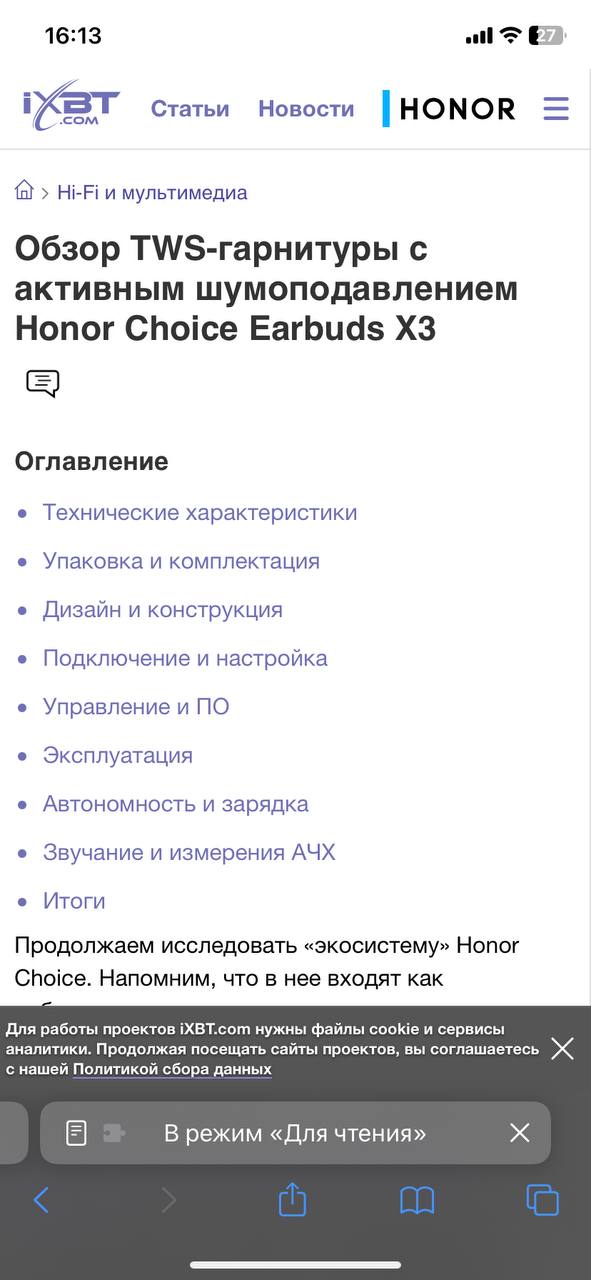 16:13
27
iXBT
.COM
Статьи
Новости
HONOR
Hi-Fi и мультимедиа
Обзор TWS-гарнитуры с
активным шумоподавлением
Honor Choice Earbuds X3
Оглавление
Технические характеристики
Упаковка и комплектация
Дизайн и конструкция
Подключение и настройка
Управление и ПО
Эксплуатация
Автономность и зарядка
Звучание и измерения АЧХ
Итоги
Продолжаем исследовать «экосистему» Honor
Choice. Напомним, что в нее входят как
Для работы проектов iXBT.com нужны файлы cookie и сервисы
аналитики. Продолжая посещать сайты проектов, вы соглашаетесь
с нашей Политикой сбора данных
В режим «Для чтения»